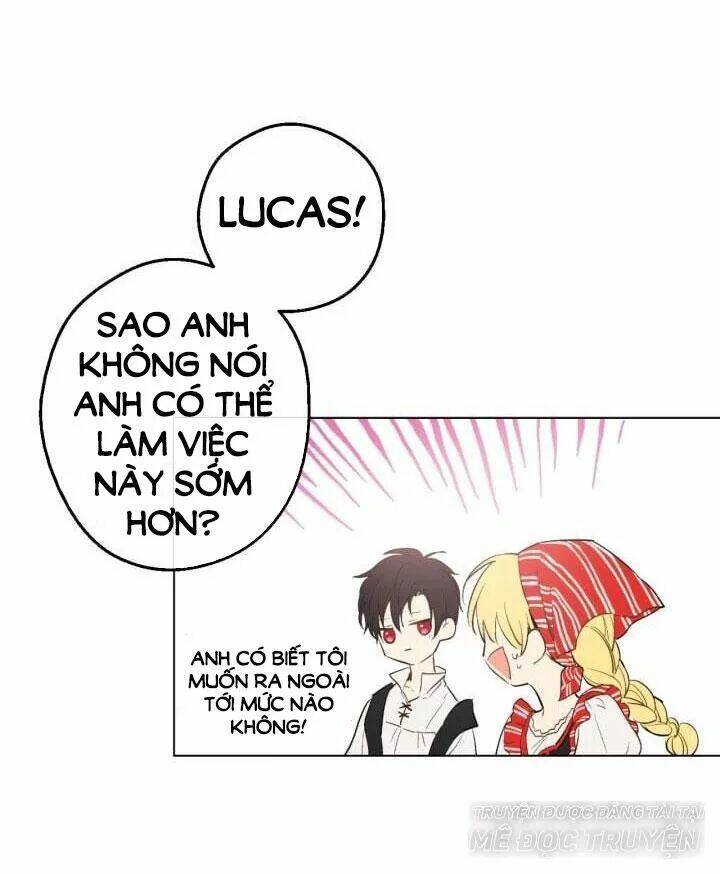 LUCAS!
SAO ANH
KHÔNG NÓI
ANH CÓ THỂ
LÀM VIỆC
NÀY SỚM
HƠN?
ANH CÓ BIẾT TÔI
MUỐN RA NGOÀI
TỚI MỨC NÀO
KHÔNG!
TRUYỆN ĐƯỢC ĐĂNG TẢI TẠI
MÊ ĐỌC TRUYỆN